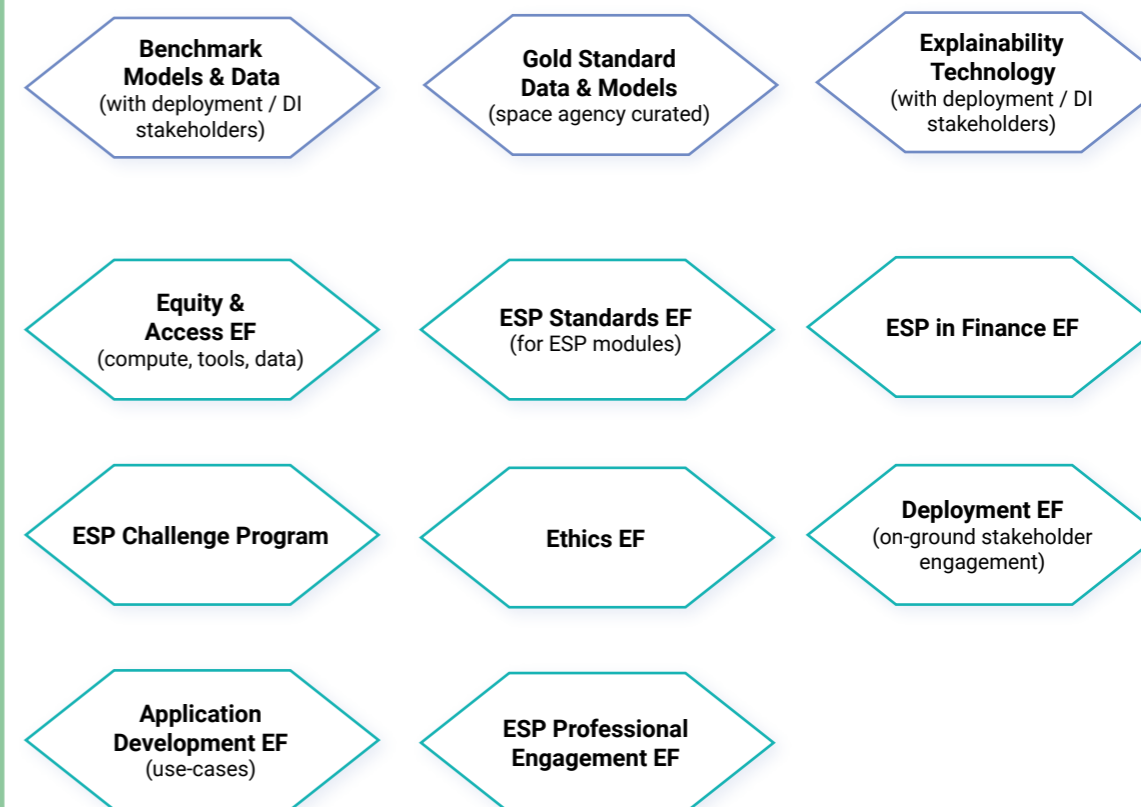 Benchmark
Models & Data
(with deployment / DI
stakeholders)
Gold Standard
Data & Models
(space agency curated)
Explainability
Technology
(with deployment / DI
stakeholders)
Equity &
Access EF
(compute, tools, data)
ESP Standards EF
(for ESP modules)
ESP in Finance EF
ESP Challenge Program
Ethics EF
Deployment EF
(on-ground stakeholder
engagement)
Application
Development EF
(use-cases)
ESP Professional
Engagement EF